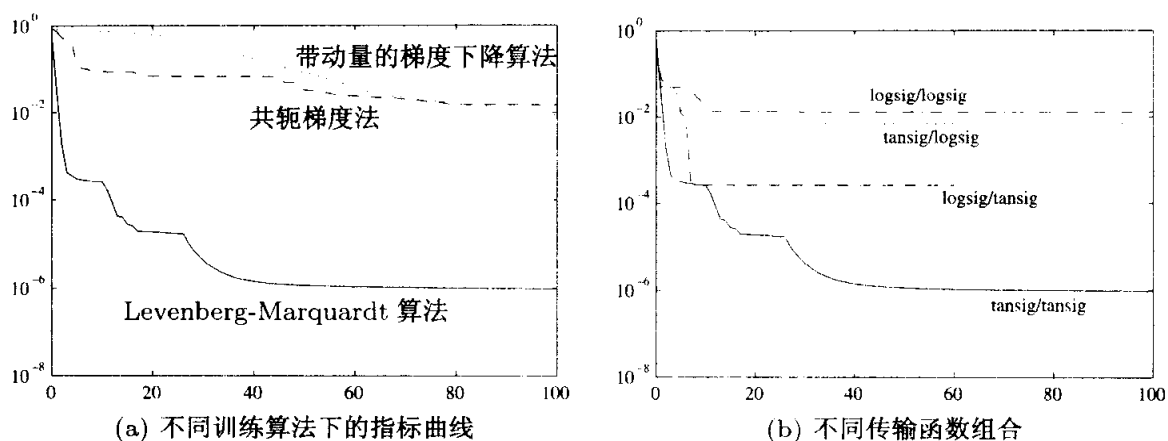 10^0
10^-2
10^-4
10^-6
10^-8
0
20
40
60
80
100
带动量的梯度下降算法
共轭梯度法
Levenberg-Marquardt 算法
(a) 不同训练算法下的指标曲线
10^0
10^-2
10^-4
10^-6
10^-8
0
20
40
60
80
100
logsig/logsig
tansig/logsig
logsig/tansig
tansig/tansig
(b) 不同传输函数组合